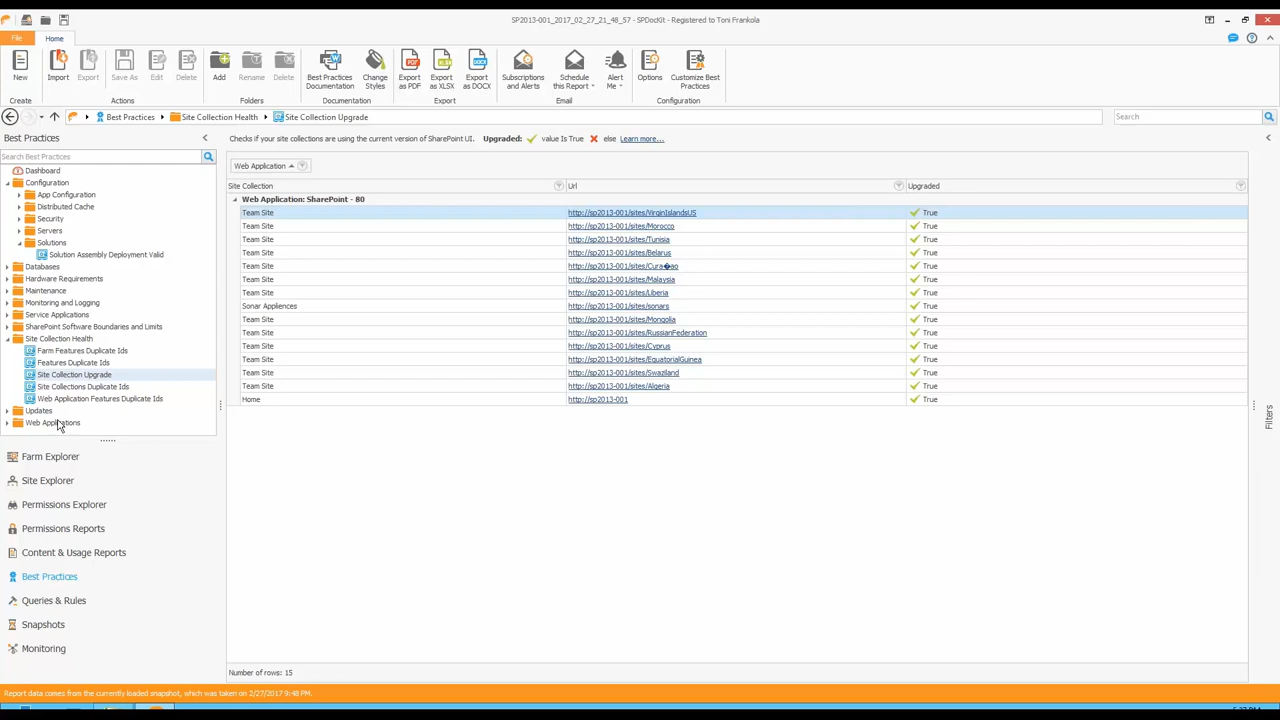 SP2013-001_2017_02_27_21_48_57 - SPDocKit - Registered to Toni Frankola
File
Home
New
Import
Export
Save As
Edit
Delete
Add
Rename
Delete
Best Practices Documentation
Change Styles
Export as PDF
Export as XLSX
Export as DOCX
Subscriptions and Alerts
Schedule this Report
Alert Me
Options
Customize Best Practices
Create
Actions
Folders
Documentation
Export
Email
Configuration
Best Practices
Site Collection Health
Site Collection Upgrade
Search
Best Practices
Search Best Practices
Dashboard
Configuration
App Configuration
Distributed Cache
Security
Servers
Solutions
Solution Assembly Deployment Valid
Databases
Hardware Requirements
Maintenance
Monitoring and Logging
Service Applications
SharePoint Software Boundaries and Limits
Site Collection Health
Farm Features Duplicate Ids
Features Duplicate Ids
Site Collection Upgrade
Site Collections Duplicate Ids
Web Application Features Duplicate Ids
Updates
Web Applications
Farm Explorer
Site Explorer
Permissions Explorer
Permissions Reports
Content & Usage Reports
Best Practices
Queries & Rules
Snapshots
Monitoring
Checks if your site collections are using the current version of SharePoint UI. Upgraded: value Is True else Learn more...
Web Application
Site Collection Url Upgraded
Web Application: SharePoint - 80
Team Site http://sp2013-001/sites/VirginIslandsUS True
Team Site http://sp2013-001/sites/Morocco True
Team Site http://sp2013-001/sites/Tunisia True
Team Site http://sp2013-001/sites/Belarus True
Team Site http://sp2013-001/sites/Cura�ao True
Team Site http://sp2013-001/sites/Malaysia True
Team Site http://sp2013-001/sites/Liberia True
Sonar Appliences http://sp2013-001/sites/sonars True
Team Site http://sp2013-001/sites/Mongolia True
Team Site http://sp2013-001/sites/RussianFederation True
Team Site http://sp2013-001/sites/Cyprus True
Team Site http://sp2013-001/sites/EquatorialGuinea True
Team Site http://sp2013-001/sites/Swaziland True
Team Site http://sp2013-001/sites/Algeria True
Home http://sp2013-001 True
Filters
Number of rows: 15
Report data comes from the currently loaded snapshot, which was taken on 2/27/2017 9:48 PM.